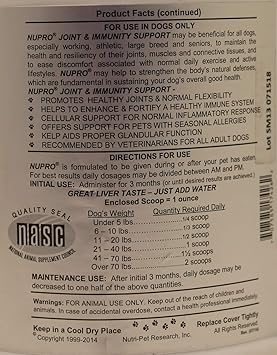 Product Facts (continued)
FOR USE IN DOGS ONLY
NUPRO® JOINT & IMMUNITY SUPPORT may be beneficial for all dogs,
especially working, athletic, large breed and seniors, to maintain the
health and resiliency of their joints, muscles and connective tissues, and
to ease discomfort associated with normal daily exercise and active
lifestyles. NUPRO® may help to strengthen the body's natural defenses,
which are fundamental in sustaining your dog's overall good health.
NUPRO® JOINT & IMMUNITY SUPPORT -
PROMOTES HEALTHY JOINTS & NORMAL FLEXIBILITY
HELPS TO ENHANCE & FORTIFY A HEALTHY IMMUNE SYSTEM
CELLULAR SUPPORT FOR NORMAL INFLAMMATORY RESPONSE
OFFERS SUPPORT FOR PETS WITH SEASONAL ALLERGIES
AIDS PROPER GLANDULAR FUNCTION
RECOMMENDED BY VETERINARIANS FOR ALL ADULT DOGS
DIRECTIONS FOR USE
NUPRO® is formulated to be given during or after your pet has eaten.
For best results daily dosages may be divided between AM and PM.
INITIAL USE: Administer for 3 months (or until desired results are achieved.)
GREAT LIVER TASTE – JUST ADD WATER
Enclosed Scoop = 1 ounce
Dog's Weight Quantity Required Daily
Under 5 lbs 1/4 scoop
6 – 10 lbs 1/3 scoop
11 – 20 lbs 1/2 scoop
21 – 40 lbs 1 scoop
41 – 70 lbs 1½ scoops
Over 70 lbs 2 scoops
QUALITY SEAL
nasc
NATIONAL ANIMAL SUPPLEMENT COUNCIL
MAINTENANCE USE: After initial 3 months, daily dosage may be
decreased to one half of the above quantities.
Warnings: FOR ANIMAL USE ONLY. Keep out of the reach of children and
animals. In case of accidental overdose, contact a health professional immediately.
Keep in a Cool Dry Place
Replace Cover Tightly
Copyright © 1999-2014
Nutri-Pet Research, Inc.
All Rights Reserved.